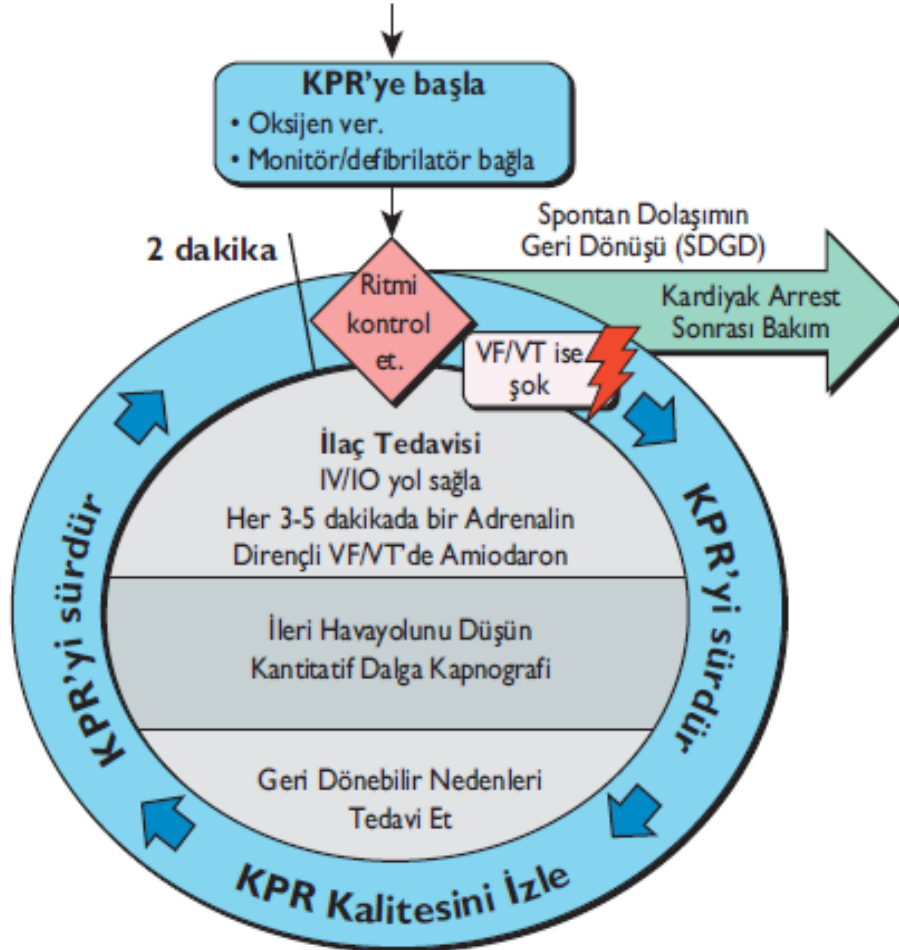 KPR'ye başla
• Oksijen ver.
• Monitör/defibrilatör bağla
2 dakika
Ritmi
kontrol
et.
Spontan Dolaşımın
Geri Dönüşü (SDGD)
Kardiyak Arrest
Sonrası Bakım
VF/VT ise
şok
İlaç Tedavisi
IV/IO yol sağla
Her 3-5 dakikada bir Adrenalin
Dirençli VF/VT'de Amiodaron
İleri Havayolunu Düşün
Kantitatif Dalga Kapnografi
Geri Dönebilir Nedenleri
Tedavi Et
KPR'yi sürdür
KPR Kalitesini İzle
KPR'yi sürdür